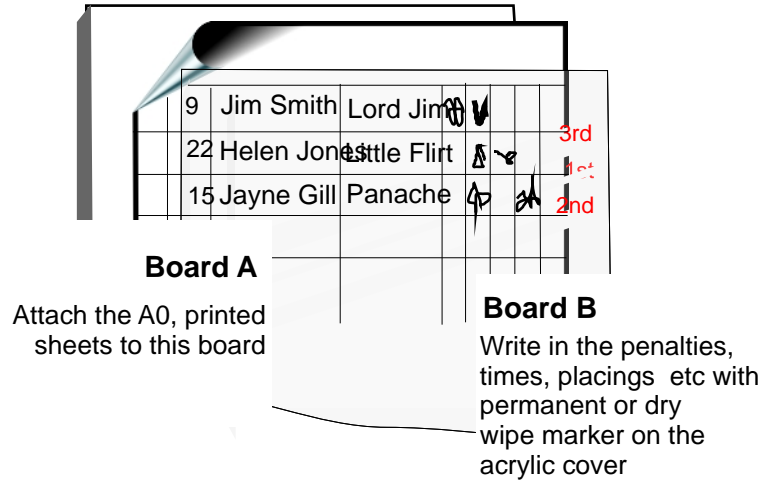 9 Jim Smith Lord Jim
3rd
22 Helen Jones Little Flirt
1st
15 Jayne Gill Panache
2nd
Board A
Attach the A0, printed
sheets to this board
Board B
Write in the penalties,
times, placings etc with
permanent or dry
wipe marker on the
acrylic cover